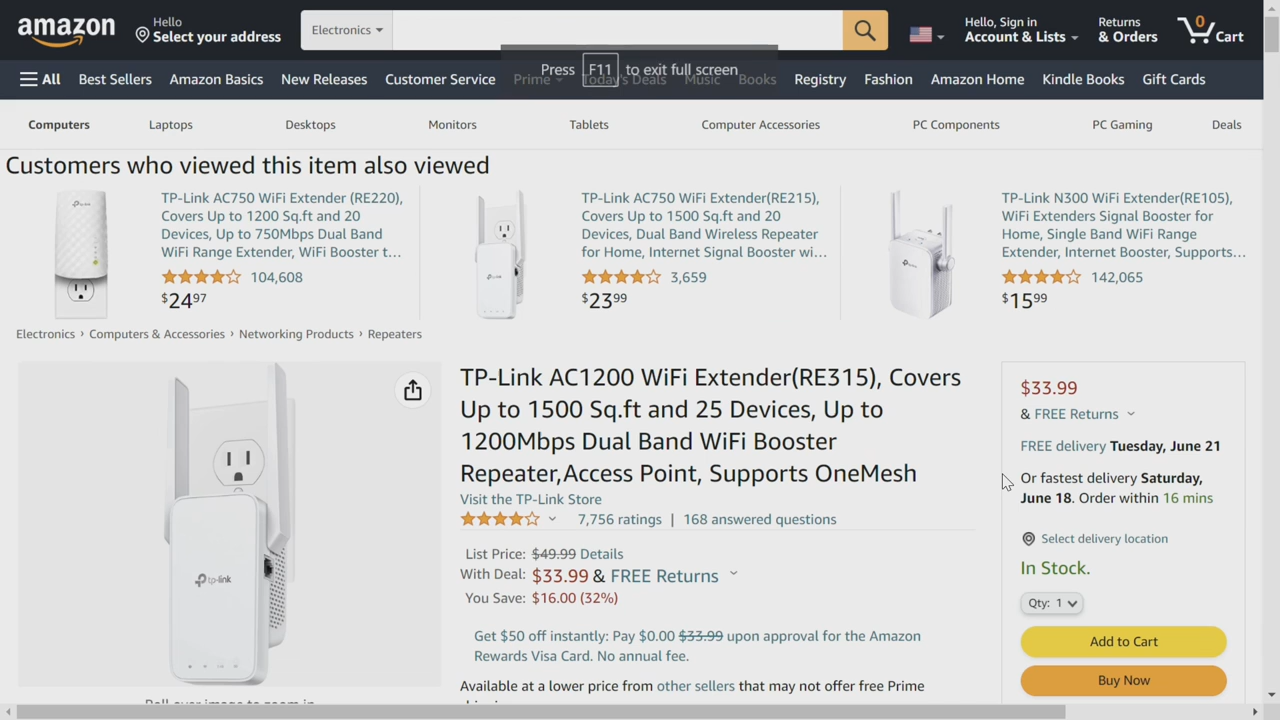 amazon
Hello
Select your address
Electronics
Hello, Sign in
Account & Lists
Returns
& Orders
0
Cart
Press F11 to exit full screen
All
Best Sellers
Amazon Basics
New Releases
Customer Service
Prime
Today's Deals
Music
Books
Registry
Fashion
Amazon Home
Kindle Books
Gift Cards
Computers
Laptops
Desktops
Monitors
Tablets
Computer Accessories
PC Components
PC Gaming
Deals
Customers who viewed this item also viewed
TP-Link AC750 WiFi Extender (RE220),
Covers Up to 1200 Sq.ft and 20
Devices, Up to 750Mbps Dual Band
WiFi Range Extender, WiFi Booster t…
104,608
$2497
TP-Link AC750 WiFi Extender(RE215),
Covers Up to 1500 Sq.ft and 20
Devices, Dual Band Wireless Repeater
for Home, Internet Signal Booster wi…
3,659
$2399
TP-Link N300 WiFi Extender(RE105),
WiFi Extenders Signal Booster for
Home, Single Band WiFi Range
Extender, Internet Booster, Supports…
142,065
$1599
Electronics › Computers & Accessories › Networking Products › Repeaters
tp-link
TP-Link AC1200 WiFi Extender(RE315), Covers
Up to 1500 Sq.ft and 25 Devices, Up to
1200Mbps Dual Band WiFi Booster
Repeater,Access Point, Supports OneMesh
Visit the TP-Link Store
7,756 ratings | 168 answered questions
List Price: $49.99 Details
With Deal: $33.99 & FREE Returns
You Save: $16.00 (32%)
Get $50 off instantly: Pay $0.00 $33.99 upon approval for the Amazon
Rewards Visa Card. No annual fee.
Available at a lower price from other sellers that may not offer free Prime
$33.99
& FREE Returns
FREE delivery Tuesday, June 21
Or fastest delivery Saturday,
June 18. Order within 16 mins
Select delivery location
In Stock.
Qty: 1
Add to Cart
Buy Now